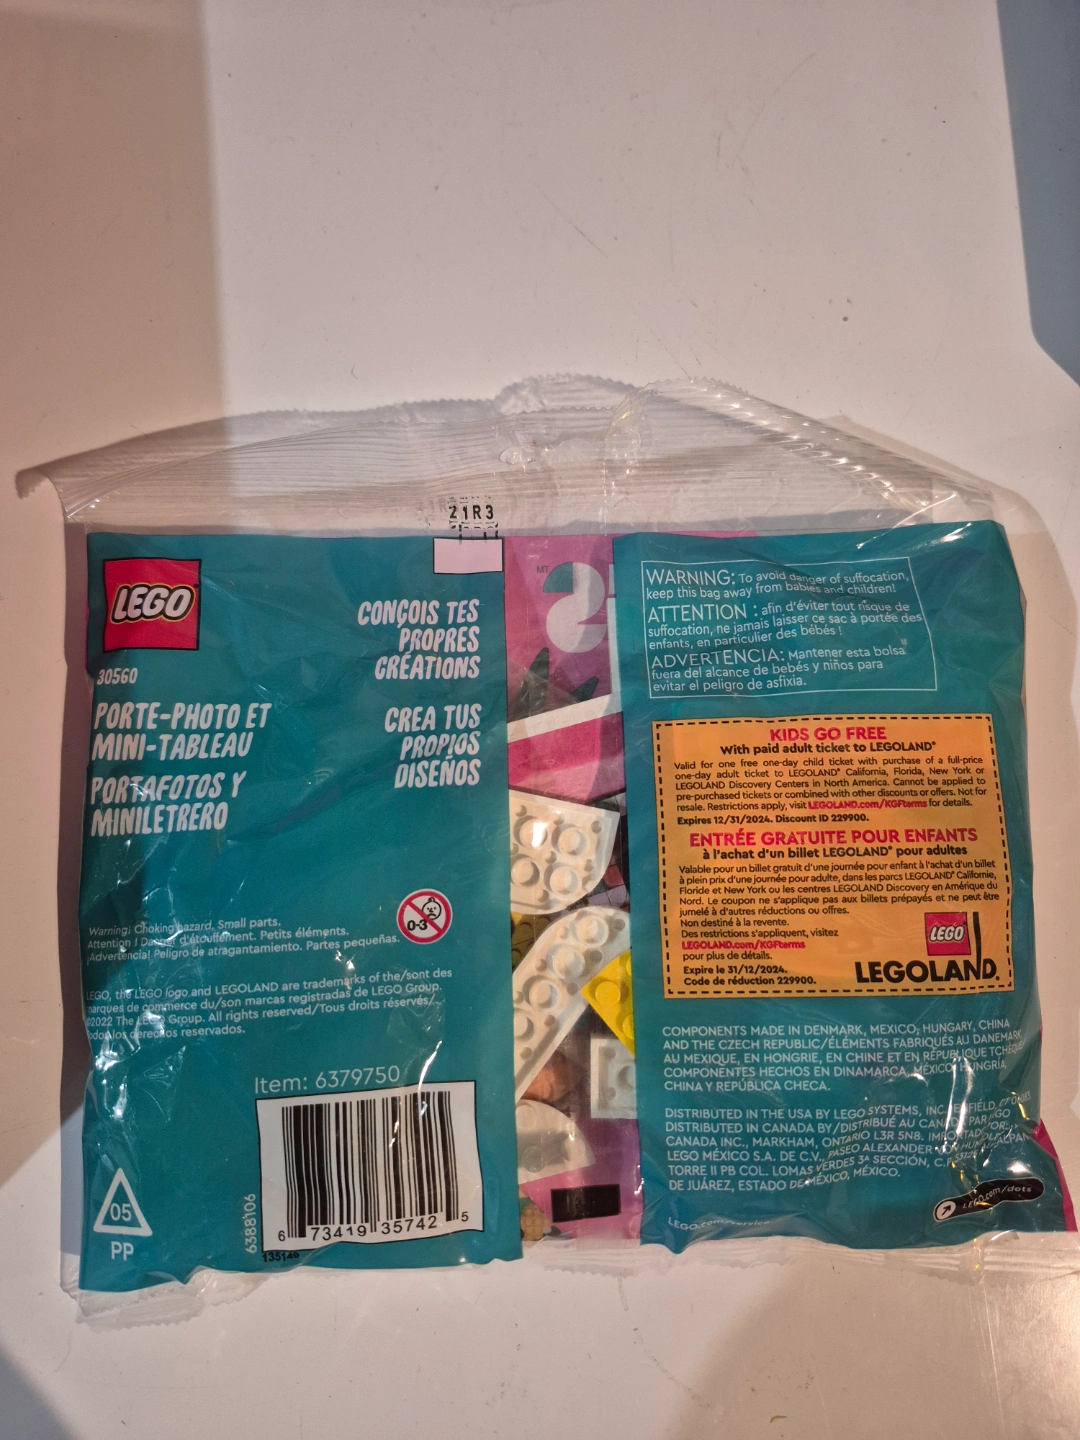 21R3
LEGO
30560
PORTE-PHOTO ET
MINI-TABLEAU
PORTAFOTOS Y
MINILETRERO
CONÇOIS TES
PROPRES
CRÉATIONS
CREA TUS
PROPIOS
DISEÑOS
0-3
Warning! Choking hazard. Small parts.
Attention ! Danger d'étouffement. Petits éléments.
¡Advertencia! Peligro de atragantamiento. Partes pequeñas.
LEGO, the LEGO logo and LEGOLAND are trademarks of the/sont des
marques de commerce du/son marcas registradas de LEGO Group.
©2022 The LEGO Group. All rights reserved/Tous droits réservés/
Todos los derechos reservados.
Item: 6379750
6 73419 35742 5
135146
6388106
05
PP
MT
WARNING: To avoid danger of suffocation,
keep this bag away from babies and children!
ATTENTION : afin d'éviter tout risque de
suffocation, ne jamais laisser ce sac à portée des
enfants, en particulier des bébés !
ADVERTENCIA: Mantener esta bolsa
fuera del alcance de bebés y niños para
evitar el peligro de asfixia.
KIDS GO FREE
With paid adult ticket to LEGOLAND®
Valid for one free one-day child ticket with purchase of a full-price
one-day adult ticket to LEGOLAND® California, Florida, New York or
LEGOLAND Discovery Centers in North America. Cannot be applied to
pre-purchased tickets or combined with other discounts or offers. Not for
resale. Restrictions apply, visit LEGOLAND.com/KGFterms for details.
Expires 12/31/2024. Discount ID 229900.
ENTRÉE GRATUITE POUR ENFANTS
à l'achat d'un billet LEGOLAND® pour adultes
Valable pour un billet gratuit d'une journée pour enfant à l'achat d'un billet
à plein prix d'une journée pour adulte, dans les parcs LEGOLAND® Californie,
Floride et New York ou les centres LEGOLAND Discovery en Amérique du
Nord. Le coupon ne s'applique pas aux billets prépayés et ne peut être
jumelé à d'autres réductions ou offres.
Non destiné à la revente.
Des restrictions s'appliquent, visitez
LEGOLAND.com/KGFterms
pour plus de détails.
Expire le 31/12/2024.
Code de réduction 229900.
LEGO
LEGOLAND®
COMPONENTS MADE IN DENMARK, MEXICO, HUNGARY, CHINA
AND THE CZECH REPUBLIC/ÉLÉMENTS FABRIQUÉS AU DANEMARK,
AU MEXIQUE, EN HONGRIE, EN CHINE ET EN RÉPUBLIQUE TCHÈQUE
COMPONENTES HECHOS EN DINAMARCA, MÉXICO, HUNGRÍA,
CHINA Y REPÚBLICA CHECA.
DISTRIBUTED IN THE USA BY LEGO SYSTEMS, INC., ENFIELD, CT
DISTRIBUTED IN CANADA BY/DISTRIBUÉ AU CANADA PAR LEGO
CANADA INC., MARKHAM, ONTARIO L3R 5N8. IMPORTADO POR:
LEGO MÉXICO S.A. DE C.V., PASEO ALEXANDER VON
TORRE II PB COL. LOMAS VERDES 3ª SECCIÓN, C.P.
DE JUÁREZ, ESTADO DE MÉXICO, MÉXICO.
LEGO.com/service
LEGO.com/dots